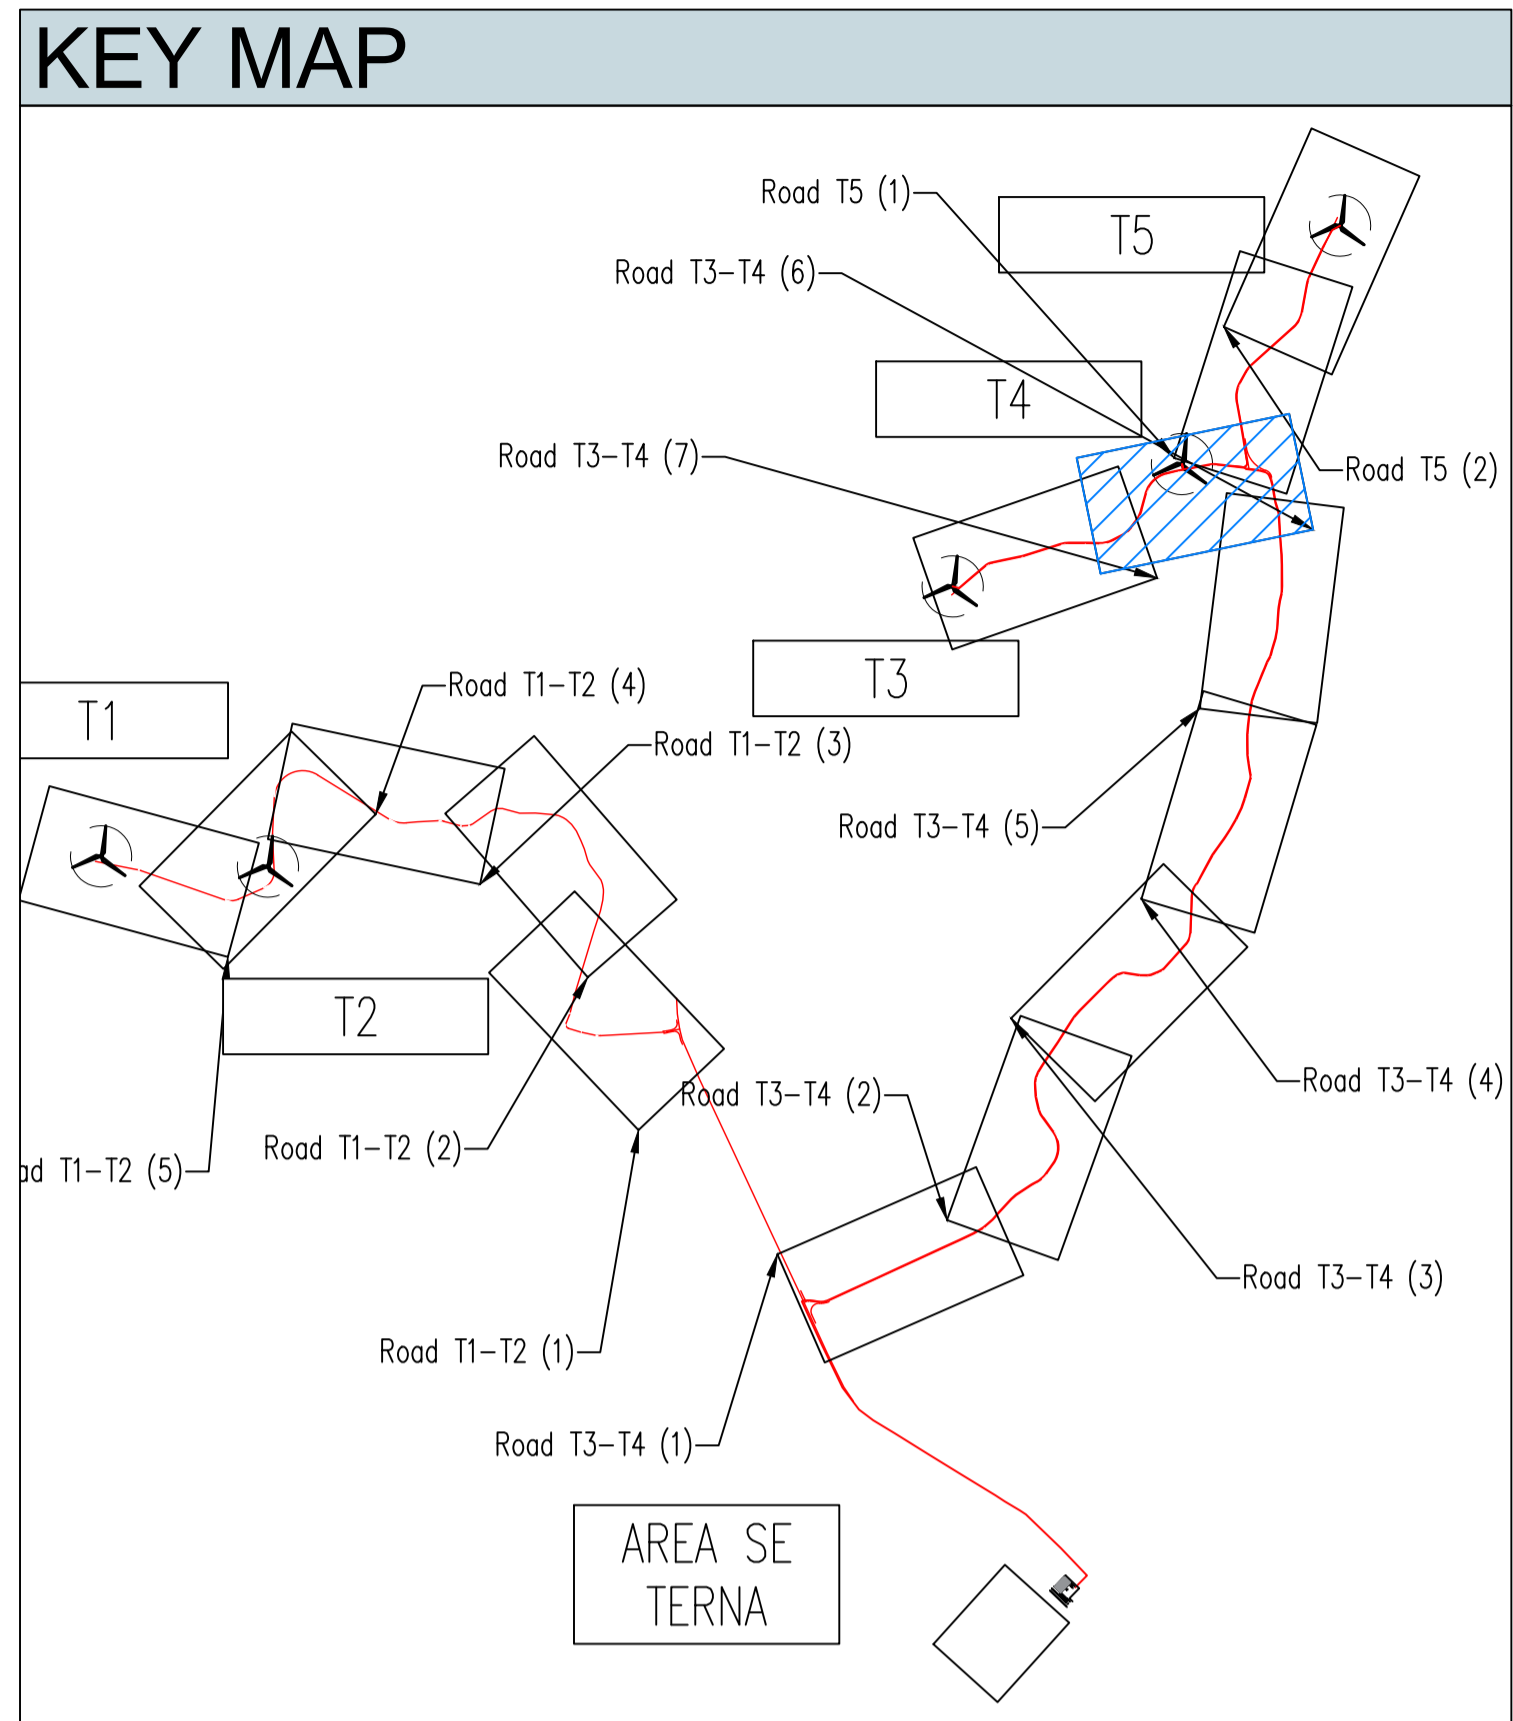 KEY MAP
Road T5 (1)
T5
Road T3-T4 (6)
T4
Road T3-T4 (7)
Road T5 (2)
T3
Road T1-T2 (4)
T1
Road T1-T2 (3)
Road T3-T4 (5)
T2
Road T3-T4 (4)
Road T3-T4 (2)
Road T1-T2 (2)
ad T1-T2 (5)
Road T3-T4 (3)
Road T1-T2 (1)
Road T3-T4 (1)
AREA SE
TERNA